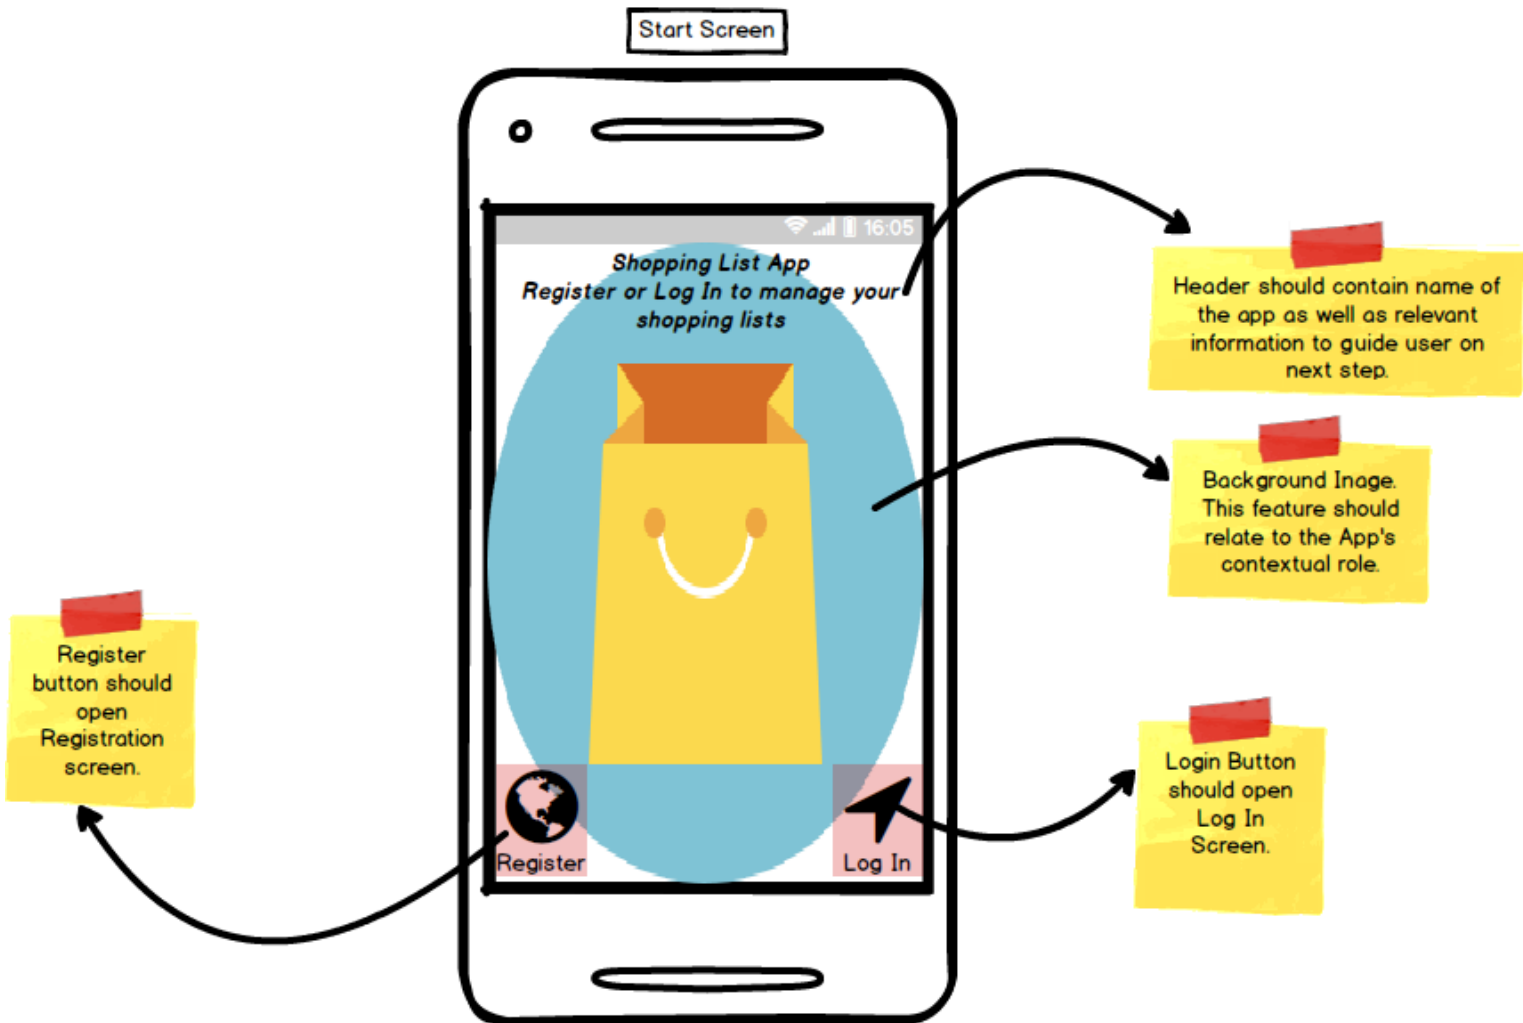 Start Screen
16:05
Shopping List App
Register or Log In to manage your
shopping lists
Header should contain name of
the app as well as relevant
information to guide user on
next step.
Background Inage.
This feature should
relate to the App's
contextual role.
Register
button should
open
Registration
screen.
Login Button
should open
Log In
Screen.
Register
Log In